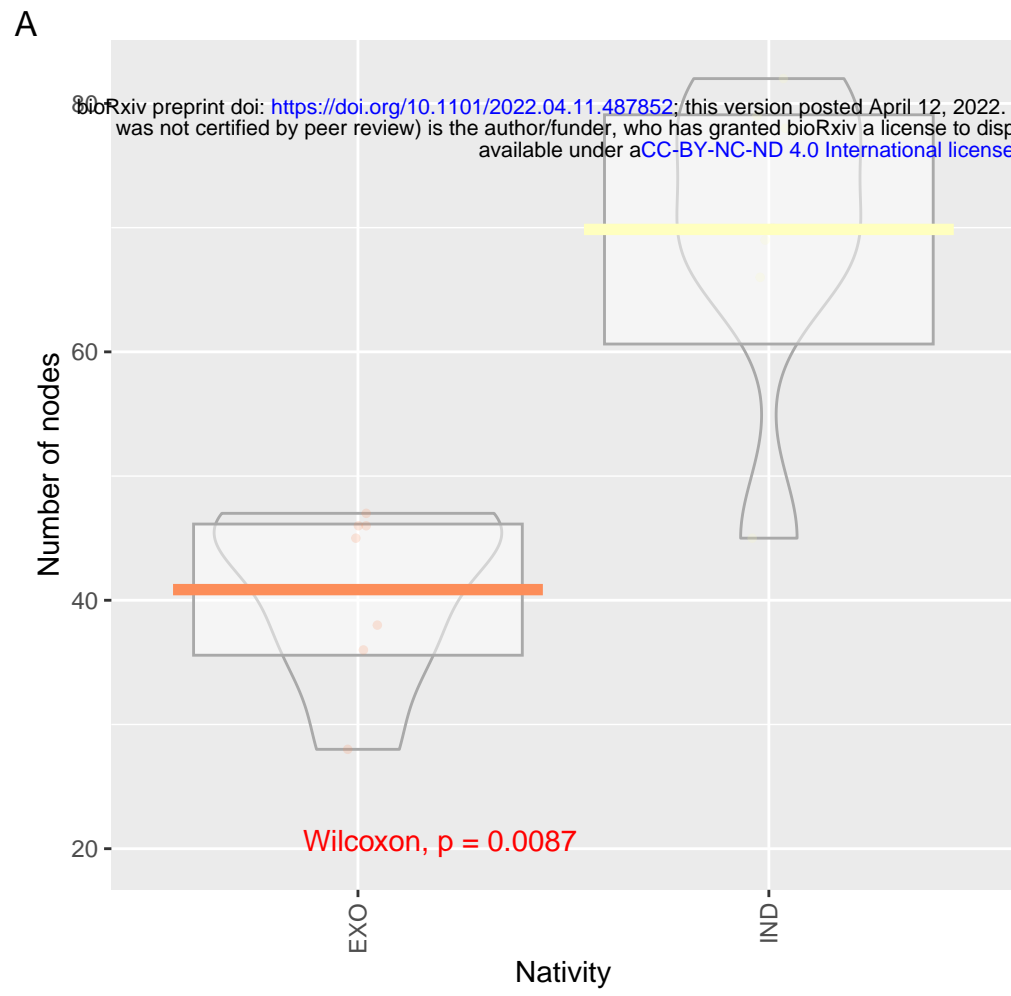 A
80
bioRxiv preprint doi: https://doi.org/10.1101/2022.04.11.487852; this version posted April 12, 2022.
was not certified by peer review) is the author/funder, who has granted bioRxiv a license to disp
available under aCC-BY-NC-ND 4.0 International license
60
Number of nodes
40
Wilcoxon, p = 0.0087
20
EXO
IND
Nativity